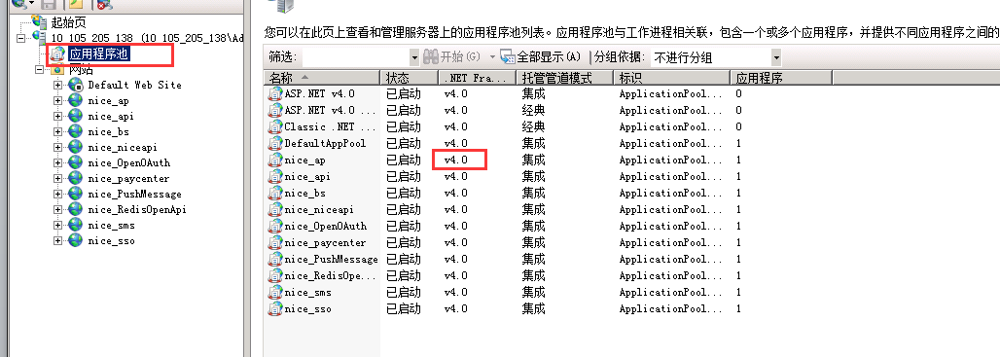 起始页
10_105_205_138 (10_105_205_138\Ad
应用程序池
网站
Default Web Site
nice_ap
nice_api
nice_bs
nice_niceapi
nice_OpenOAuth
nice_paycenter
nice_PushMessage
nice_RedisOpenApi
nice_sms
nice_sso
您可以在此页上查看和管理服务器上的应用程序池列表。应用程序池与工作进程相关联，包含一个或多个应用程序，并提供不同应用程序之间的
筛选: 开始(G) 全部显示(A) 分组依据: 不进行分组
名称 状态 .NET Fra... 托管管道模式 标识 应用程序
ASP.NET v4.0 已启动 v4.0 集成 ApplicationPool... 0
ASP.NET v4.0 ... 已启动 v4.0 经典 ApplicationPool... 0
Classic .NET ... 已启动 v4.0 经典 ApplicationPool... 0
DefaultAppPool 已启动 v4.0 集成 ApplicationPool... 1
nice_ap 已启动 v4.0 集成 ApplicationPool... 1
nice_api 已启动 v4.0 集成 ApplicationPool... 1
nice_bs 已启动 v4.0 集成 ApplicationPool... 1
nice_niceapi 已启动 v4.0 集成 ApplicationPool... 1
nice_OpenOAuth 已启动 v4.0 集成 ApplicationPool... 1
nice_paycenter 已启动 v4.0 集成 ApplicationPool... 1
nice_PushMessage 已启动 v4.0 集成 ApplicationPool... 1
nice_RedisOpe... 已启动 v4.0 集成 ApplicationPool... 1
nice_sms 已启动 v4.0 集成 ApplicationPool... 1
nice_sso 已启动 v4.0 集成 ApplicationPool... 1